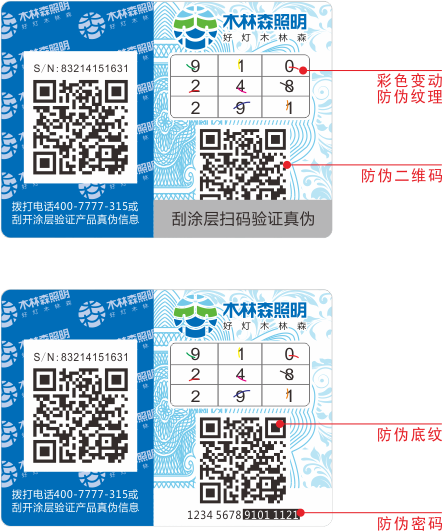 木林森照明
好灯木林森
S/N:83214151631
9 1 0
2 4 8
2 9 1
彩色变动
防伪纹理
防伪二维码
拨打电话400-7777-315或
刮开涂层验证产品真伪信息
刮涂层扫码验证真伪
木林森照明
好灯木林森
S/N:83214151631
9 1 0
2 4 8
2 9 1
防伪底纹
拨打电话400-7777-315或
刮开涂层验证产品真伪信息
1234 5678 9101 1121
防伪密码